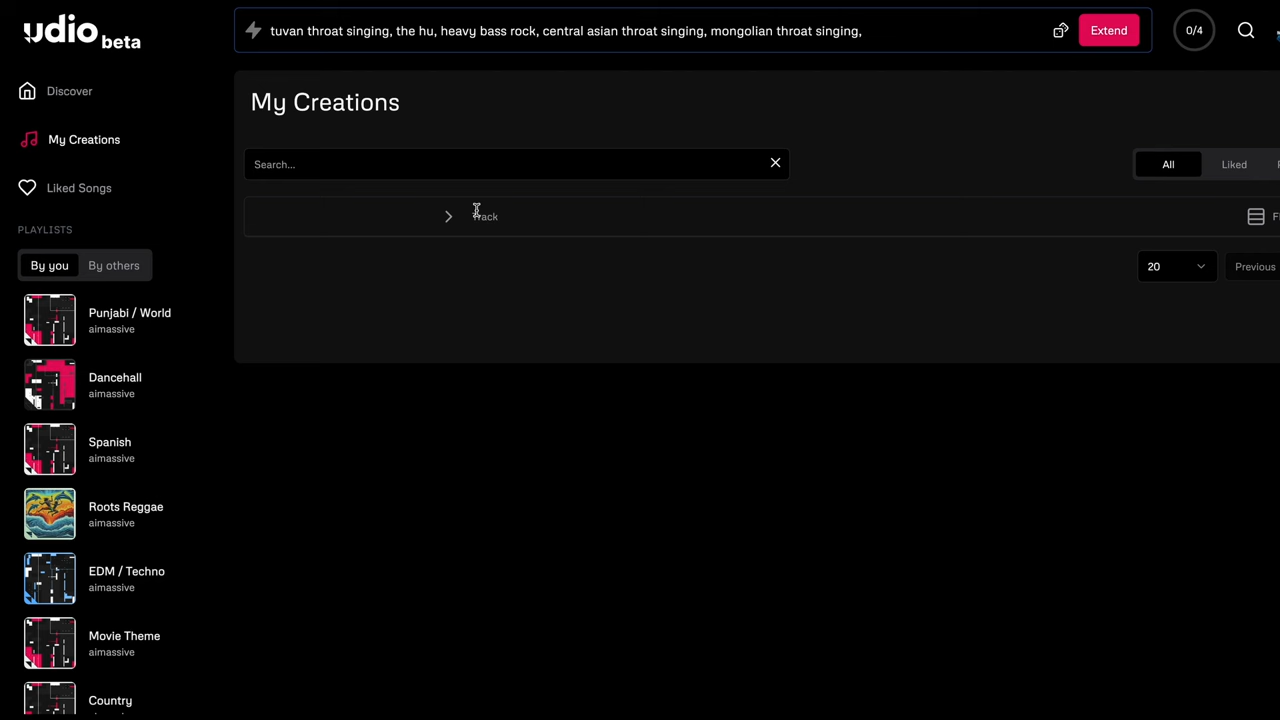 udio beta
tuvan throat singing, the hu, heavy bass rock, central asian throat singing, mongolian throat singing,
Extend
0/4
Discover
My Creations
Liked Songs
PLAYLISTS
By you
By others
Punjabi / World
aimassive
Dancehall
aimassive
Spanish
aimassive
Roots Reggae
aimassive
EDM / Techno
aimassive
Movie Theme
aimassive
Country
My Creations
Search...
All
Liked
Track
20
Previous